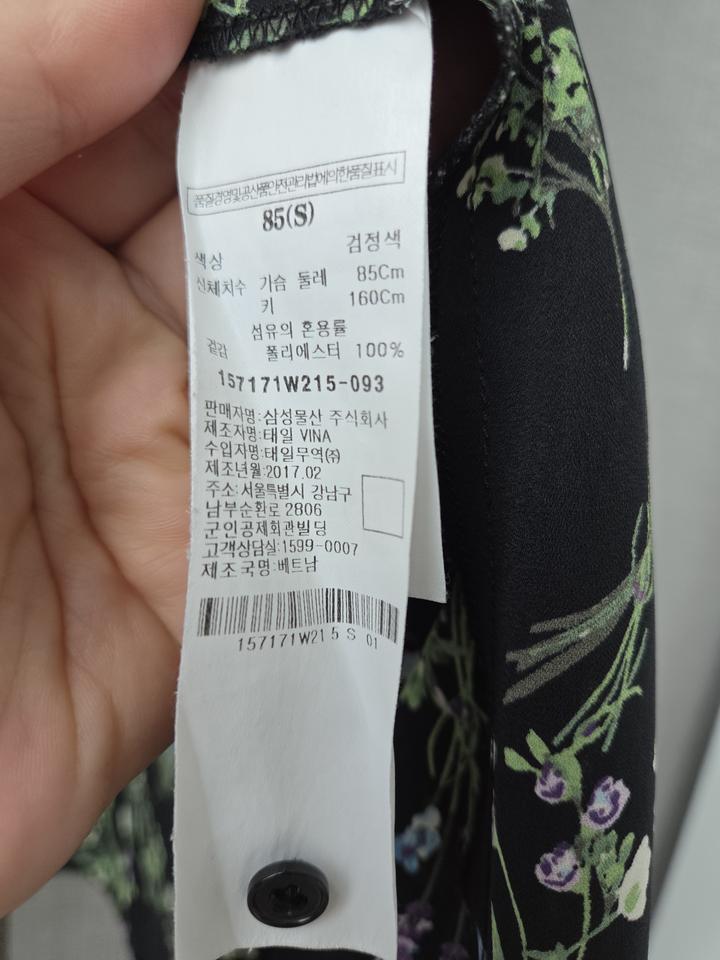 품질경영및공산품안전관리법에의한품질표시
85(S)
색상 검정색
신체치수 가슴 둘레 85Cm
키 160Cm
섬유의 혼용률
겉감 폴리에스터 100%
157171W215-093
판매자명:삼성물산 주식회사
제조자명:태일 VINA
수입자명:태일무역㈜
제조년월:2017.02
주소:서울특별시 강남구
남부순환로 2806
군인공제회관빌딩
고객상담실:1599-0007
제조국명:베트남
157171W215 S 01